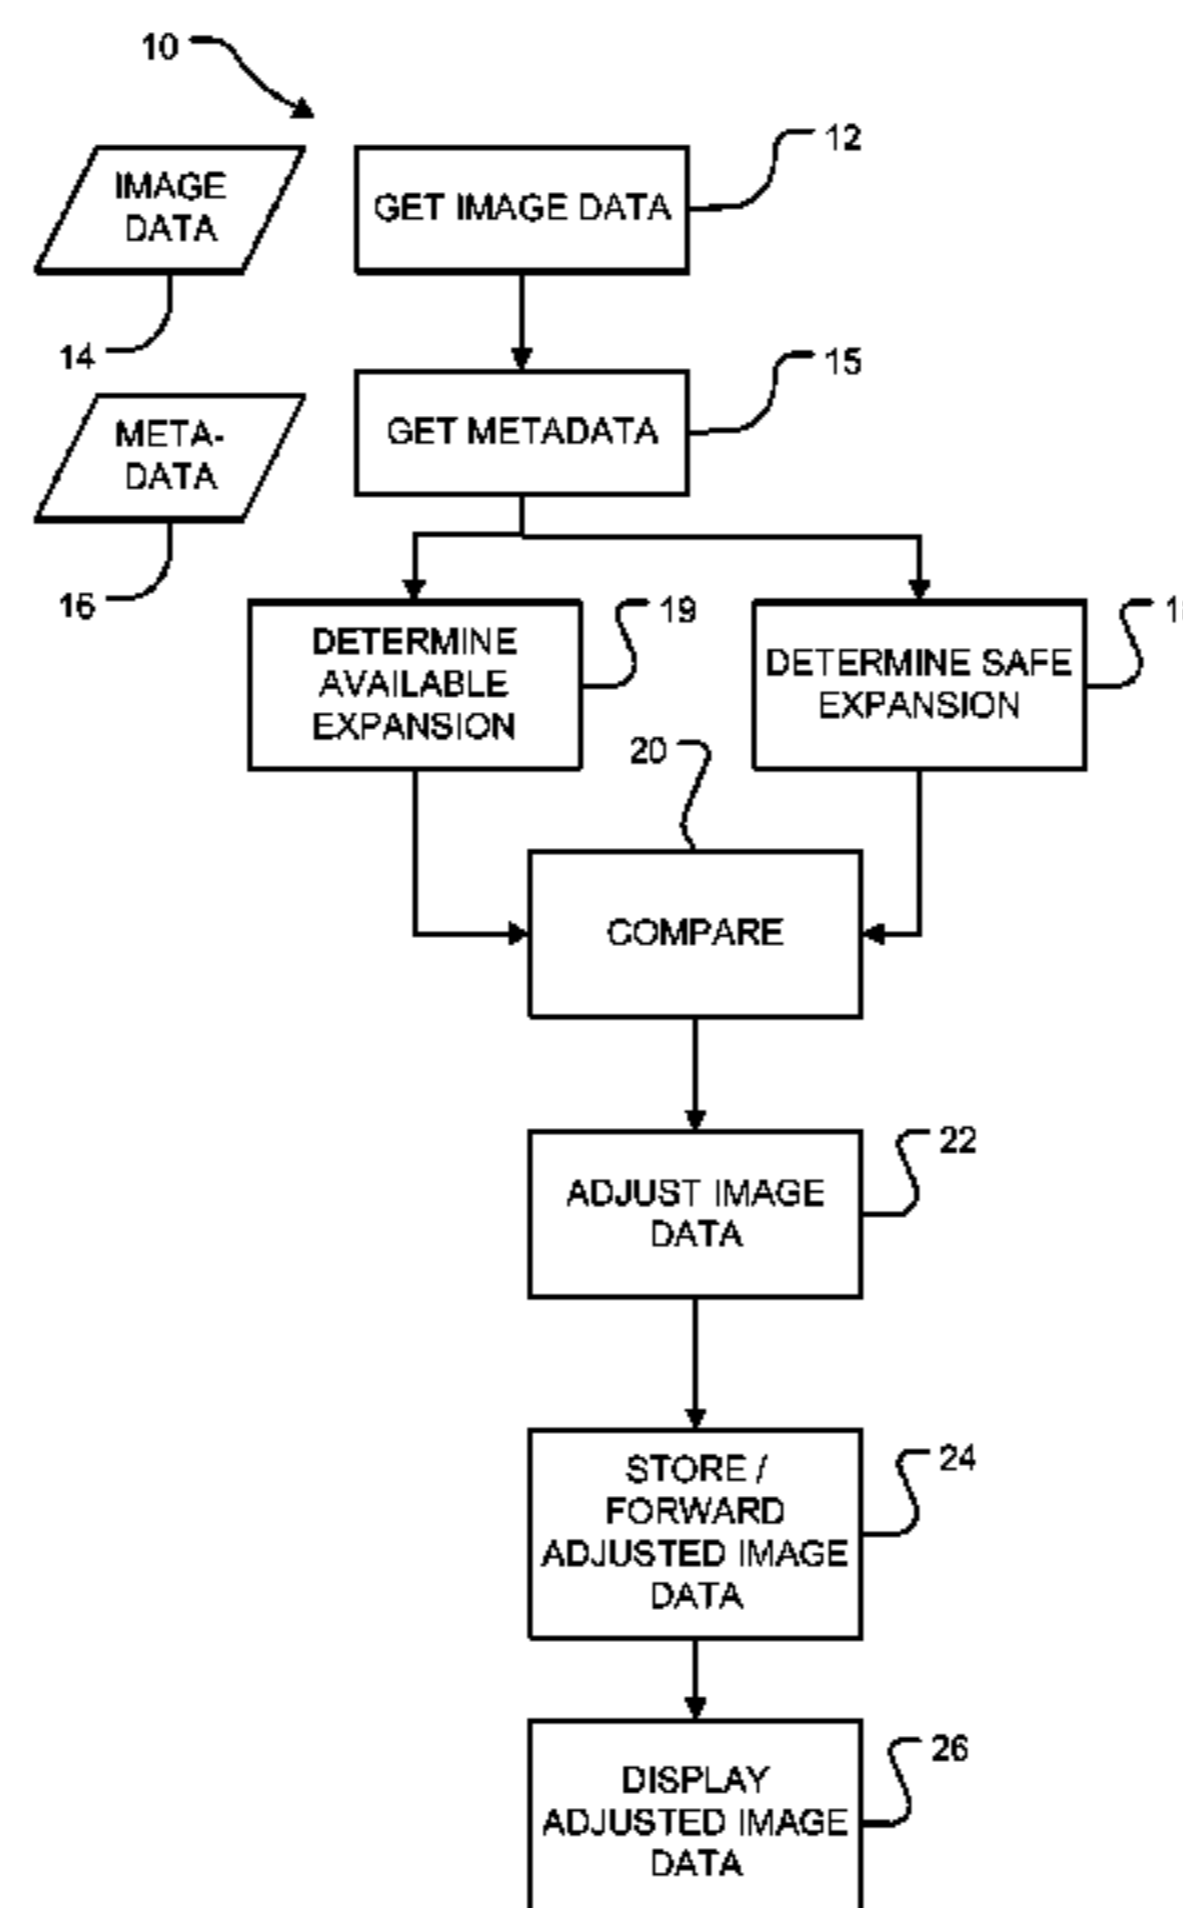 10
12
IMAGE
DATA
GET IMAGE DATA
14
15
META-
DATA
GET METADATA
16
19
DETERMINE
AVAILABLE
EXPANSION
DETERMINE SAFE
EXPANSION
20
COMPARE
22
ADJUST IMAGE
DATA
24
STORE /
FORWARD
ADJUSTED IMAGE
DATA
26
DISPLAY
ADJUSTED IMAGE
DATA